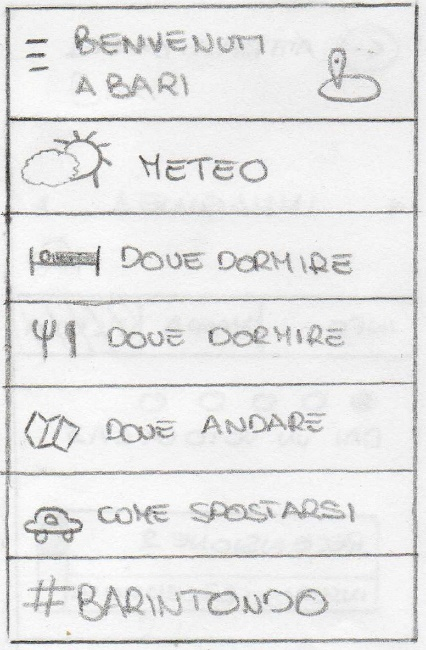 BENVENUTI
A BARI
METEO
DOVE DORMIRE
DOVE DORMIRE
DOVE ANDARE
COME SPOSTARSI
#BARINTONDO